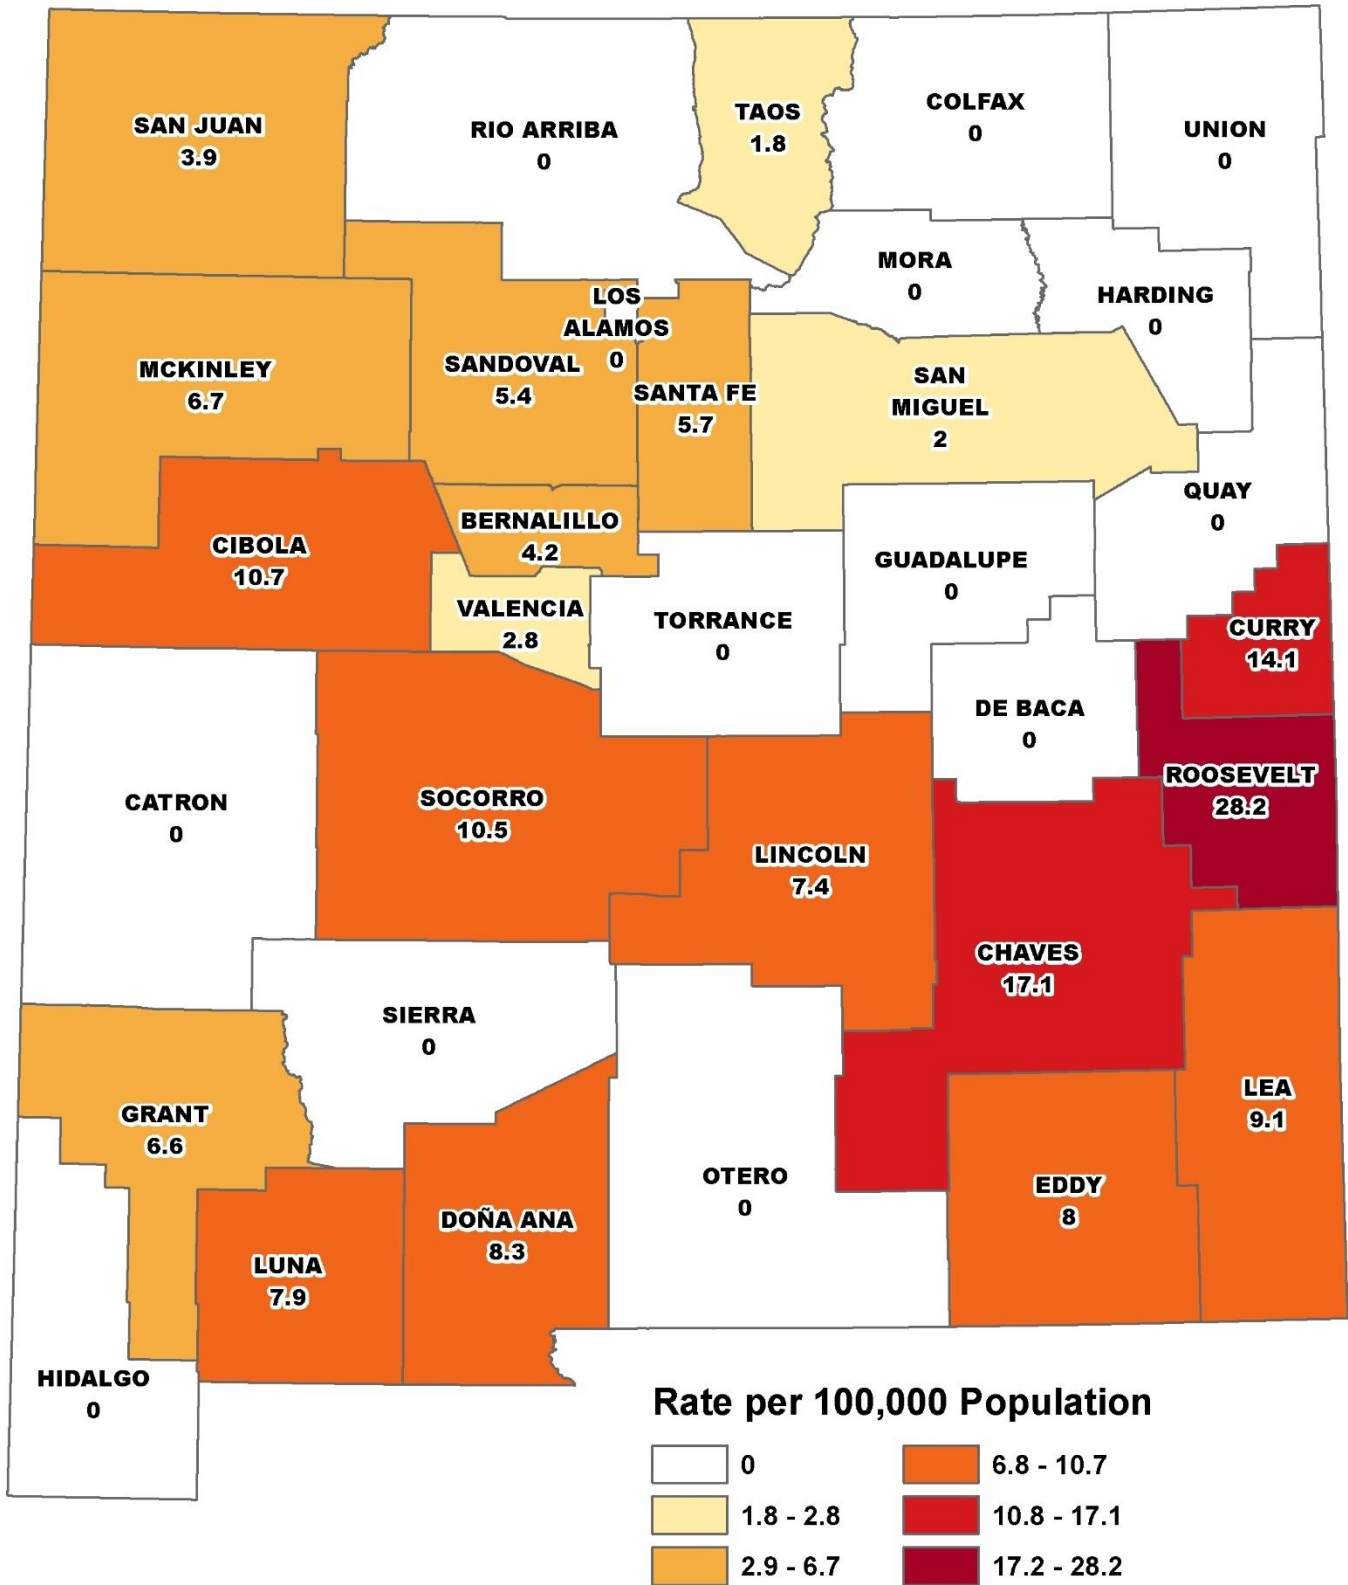 SAN JUAN
3.9
RIO ARRIBA
0
TAOS
1.8
COLFAX
0
UNION
0
MORA
0
HARDING
0
LOS
ALAMOS
0
MCKINLEY
6.7
SANDOVAL
5.4
SANTA FE
5.7
SAN
MIGUEL
2
QUAY
0
CIBOLA
10.7
BERNALILLO
4.2
VALENCIA
2.8
TORRANCE
0
GUADALUPE
0
CURRY
14.1
DE BACA
0
ROOSEVELT
28.2
CATRON
0
SOCORRO
10.5
LINCOLN
7.4
CHAVES
17.1
SIERRA
0
GRANT
6.6
LEA
9.1
OTERO
0
EDDY
8
DOÑA ANA
8.3
LUNA
7.9
HIDALGO
0
Rate per 100,000 Population
0
1.8 - 2.8
2.9 - 6.7
6.8 - 10.7
10.8 - 17.1
17.2 - 28.2